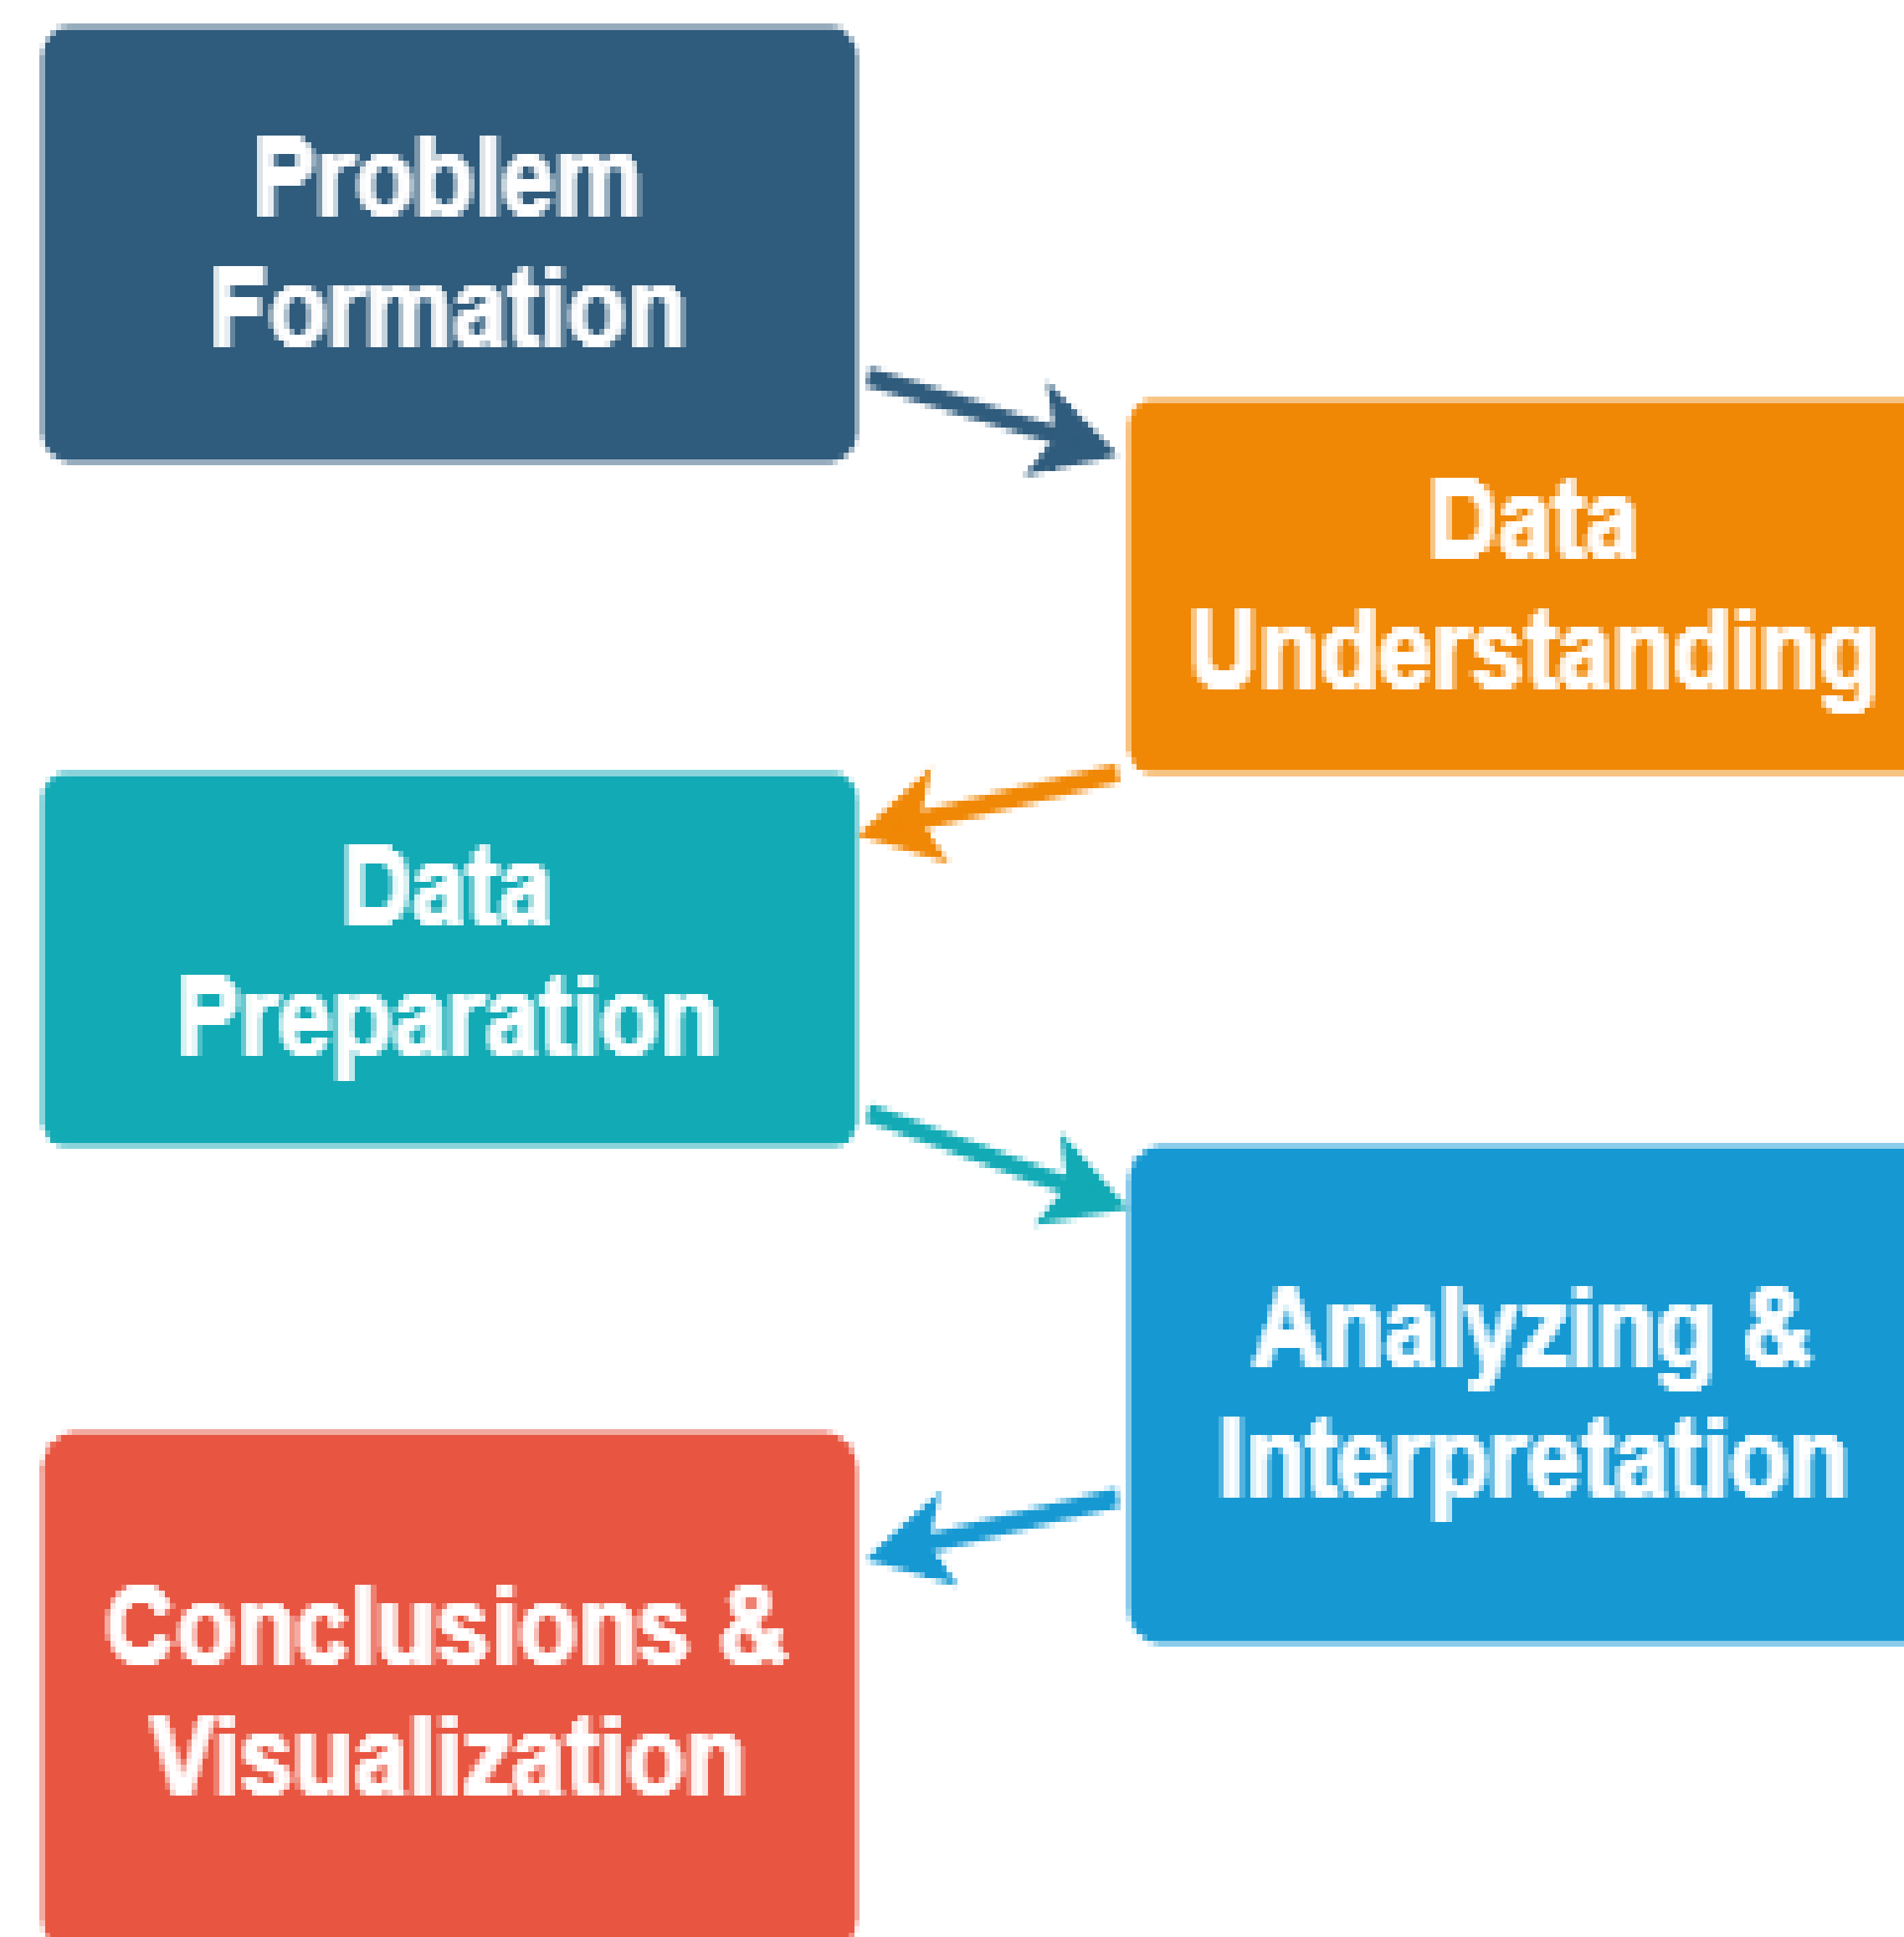 Problem
Formation
Data
Understanding
Data
Preparation
Analyzing &
Interpretation
Conclusions &
Visualization